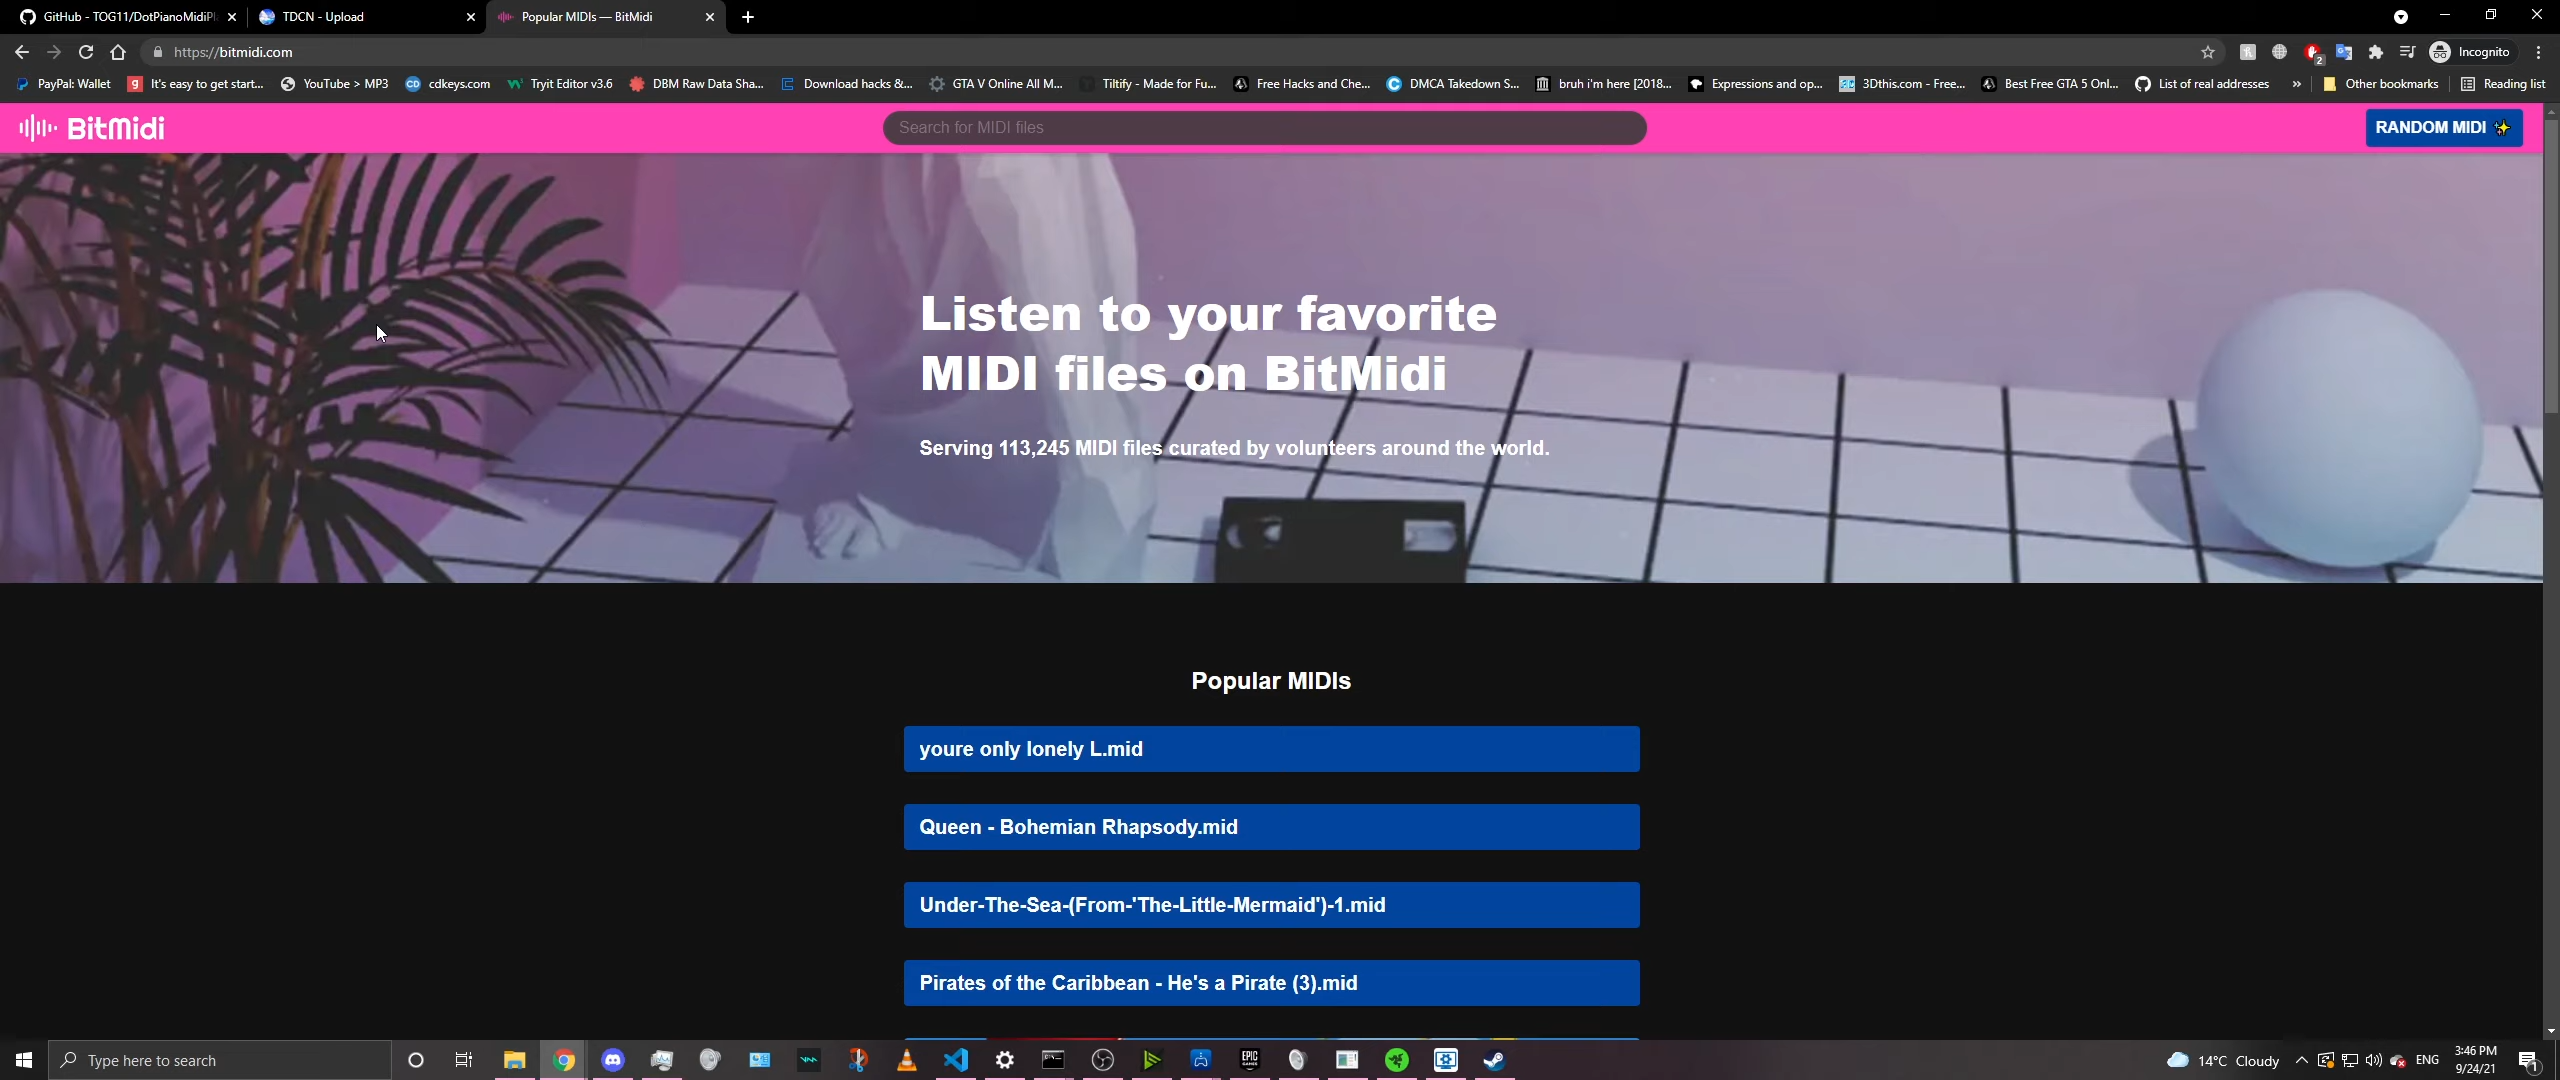 GitHub - TOG11/DotPianoMidiPl
TDCN - Upload
Popular MIDIs — BitMidi
https://bitmidi.com
2
Incognito
PayPal: Wallet
It's easy to get start...
YouTube > MP3
cdkeys.com
Tryit Editor v3.6
DBM Raw Data Sha...
Download hacks &...
GTA V Online All M...
Tiltify - Made for Fu...
Free Hacks and Che...
DMCA Takedown S...
bruh i'm here [2018...
Expressions and op...
3Dthis.com - Free...
Best Free GTA 5 Onl...
List of real addresses
»
Other bookmarks
Reading list
BitMidi
Search for MIDI files
RANDOM MIDI ✨
Listen to your favorite
MIDI files on BitMidi
Serving 113,245 MIDI files curated by volunteers around the world.
Popular MIDIs
youre only lonely L.mid
Queen - Bohemian Rhapsody.mid
Under-The-Sea-(From-'The-Little-Mermaid')-1.mid
Pirates of the Caribbean - He's a Pirate (3).mid
Type here to search
EPIC
GAMES
14°C Cloudy
ENG
3:46 PM
9/24/21
1